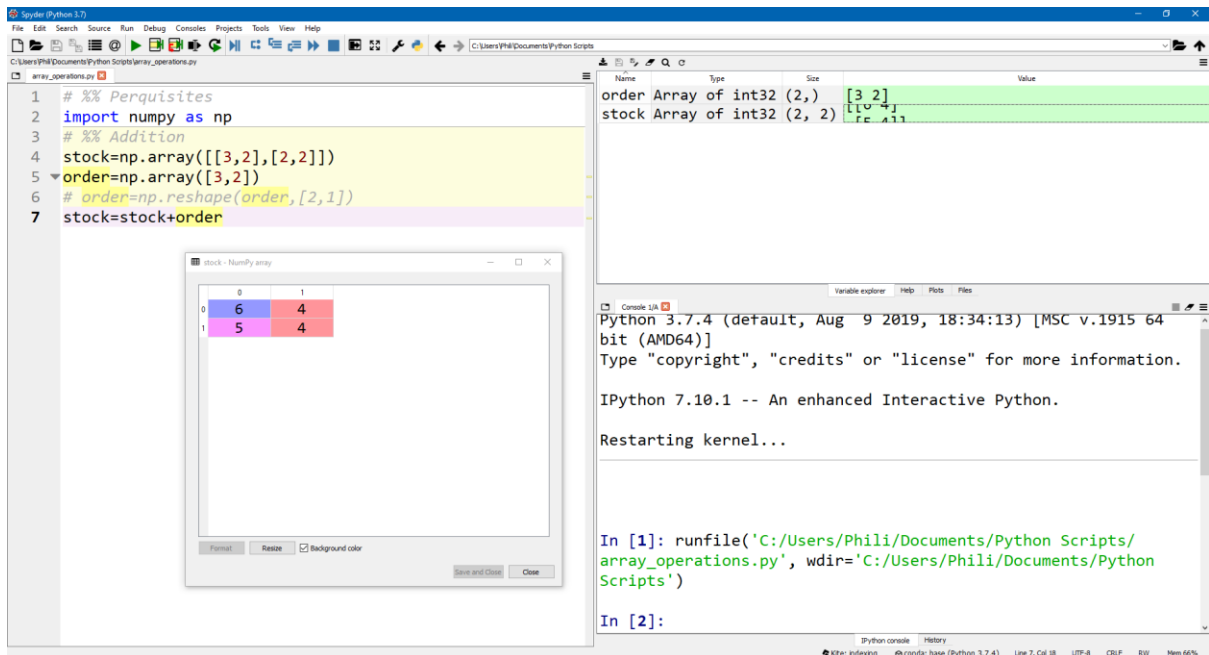 Spyder (Python 3.7)
File Edit Search Source Run Debug Consoles Projects Tools View Help
C:\Users\Phili\Documents\Python Scripts
C:\Users\Phili\Documents\Python Scripts\array_operations.py
array_operations.py
1 # %% Perquisites
2 import numpy as np
3 # %% Addition
4 stock=np.array([[3,2],[2,2]])
5 order=np.array([3,2])
6 # order=np.reshape(order,[2,1])
7 stock=stock+order
stock - NumPy array
0 1
0 6 4
1 5 4
Format Resize Background color
Save and Close Close
Name Type Size Value
order Array of int32 (2,) [3 2]
stock Array of int32 (2, 2) [[6 4]
[5 4]]
Variable explorer Help Plots Files
Console 1/A
Python 3.7.4 (default, Aug 9 2019, 18:34:13) [MSC v.1915 64
bit (AMD64)]
Type "copyright", "credits" or "license" for more information.
IPython 7.10.1 -- An enhanced Interactive Python.
Restarting kernel...
In [1]: runfile('C:/Users/Phili/Documents/Python Scripts/
array_operations.py', wdir='C:/Users/Phili/Documents/Python
Scripts')
In [2]:
IPython console History
Kite: indexing conda: base (Python 3.7.4) Line 7, Col 18 UTF-8 CRLF RW Mem 66%